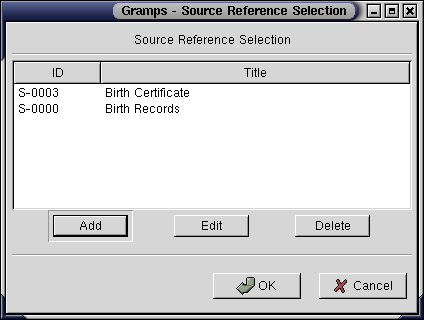 Gramps - Source Reference Selection
Source Reference Selection
ID Title
S-0003 Birth Certificate
S-0000 Birth Records
Add Edit Delete
OK Cancel